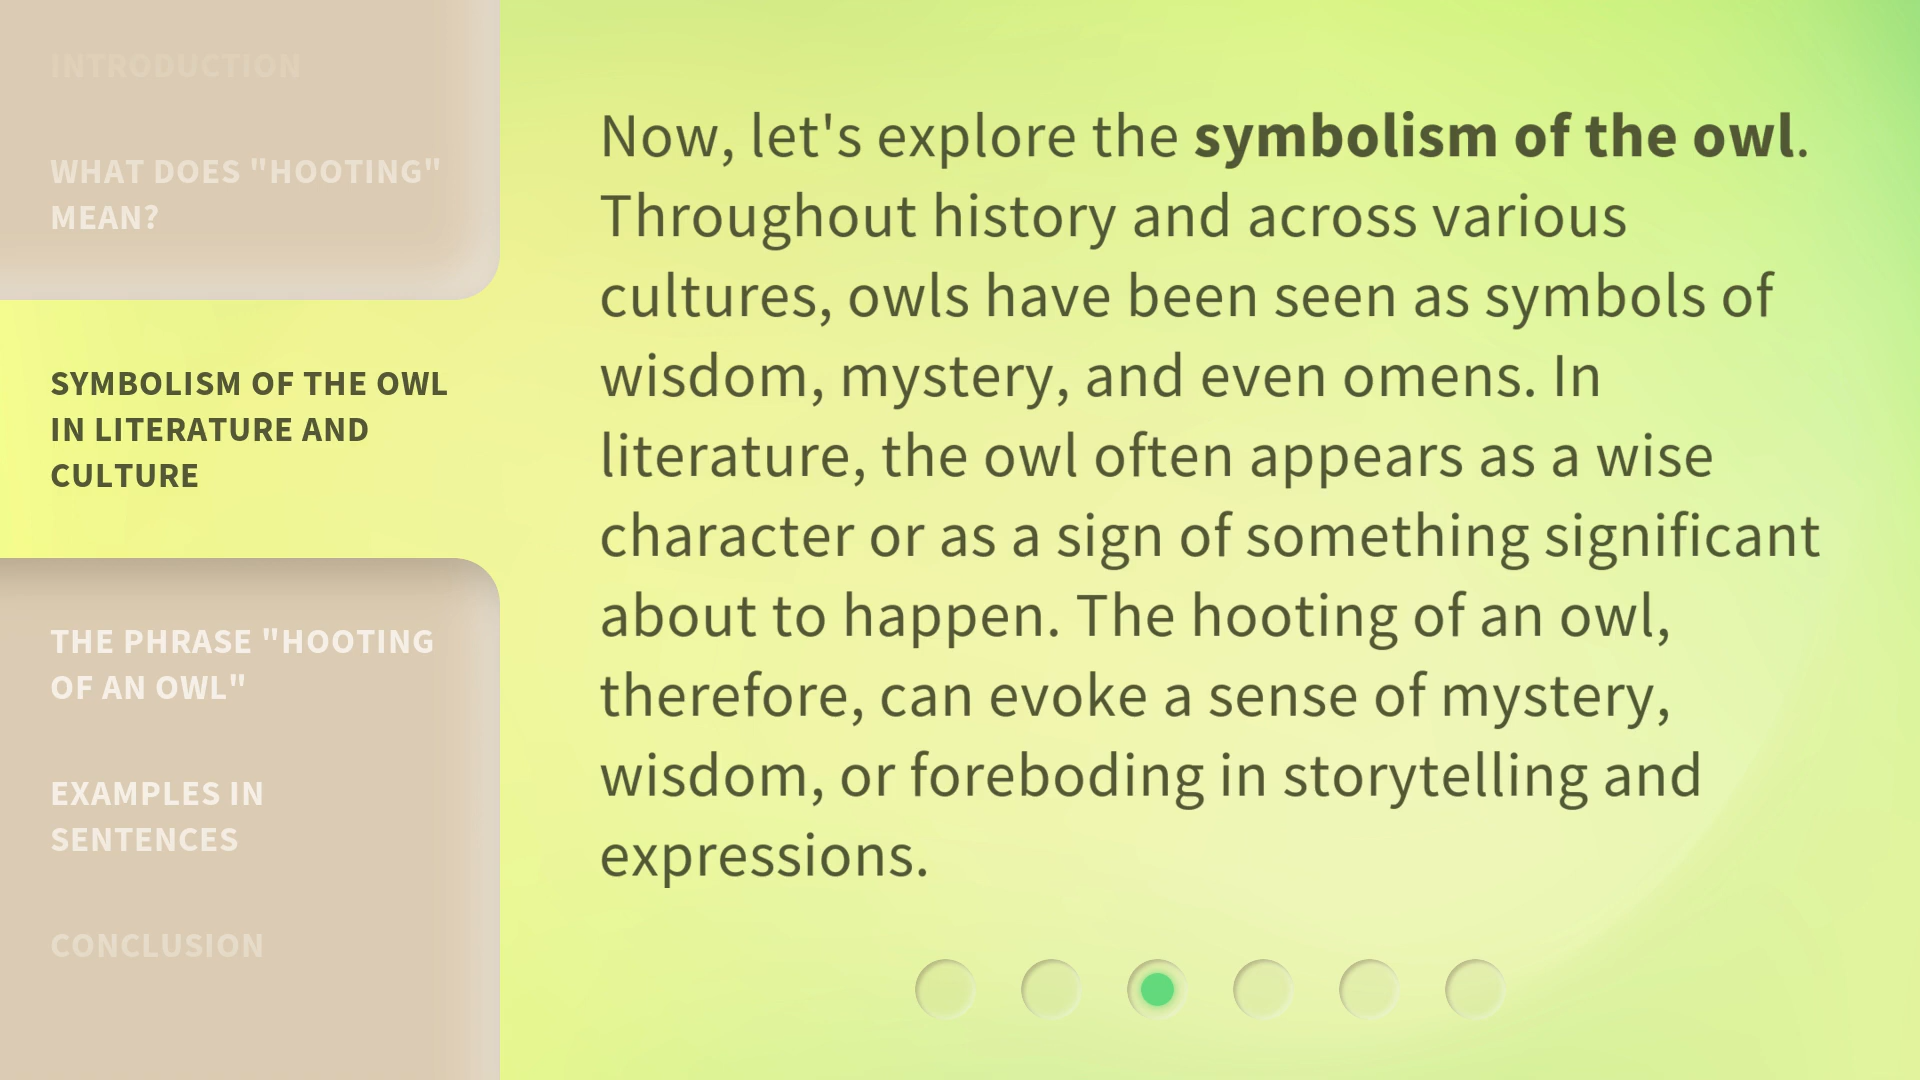 INTRODUCTION
WHAT DOES "HOOTING"
MEAN?
SYMBOLISM OF THE OWL
IN LITERATURE AND
CULTURE
THE PHRASE "HOOTING
OF AN OWL"
EXAMPLES IN
SENTENCES
CONCLUSION
Now, let's explore the symbolism of the owl.
Throughout history and across various
cultures, owls have been seen as symbols of
wisdom, mystery, and even omens. In
literature, the owl often appears as a wise
character or as a sign of something significant
about to happen. The hooting of an owl,
therefore, can evoke a sense of mystery,
wisdom, or foreboding in storytelling and
expressions.